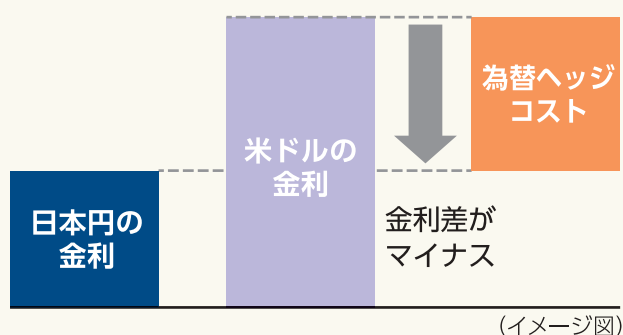 為替ヘッジ
コスト
米ドルの
金利
日本円の
金利
金利差が
マイナス
(イメージ図)